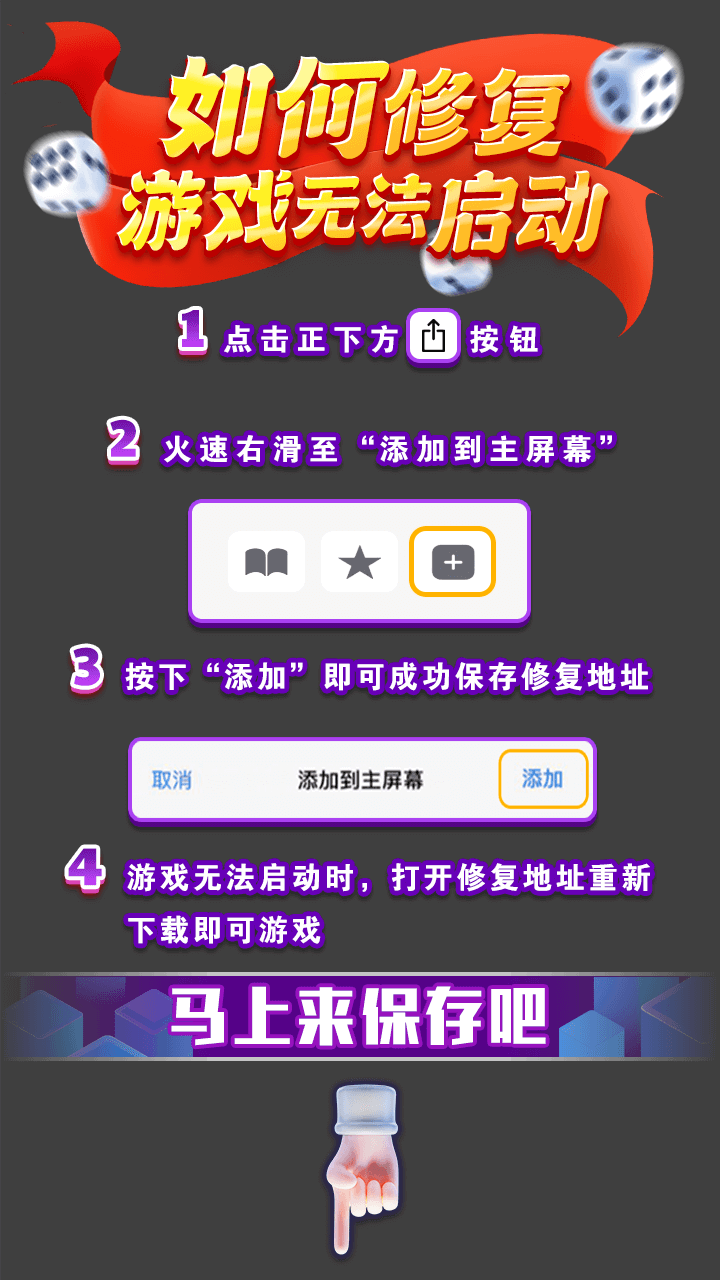 如何修复
游戏无法启动
1 点击正下方 按钮
2 火速右滑至“添加到主屏幕”
3 按下“添加”即可成功保存修复地址
取消 添加到主屏幕 添加
4 游戏无法启动时，打开修复地址重新
下载即可游戏
马上来保存吧